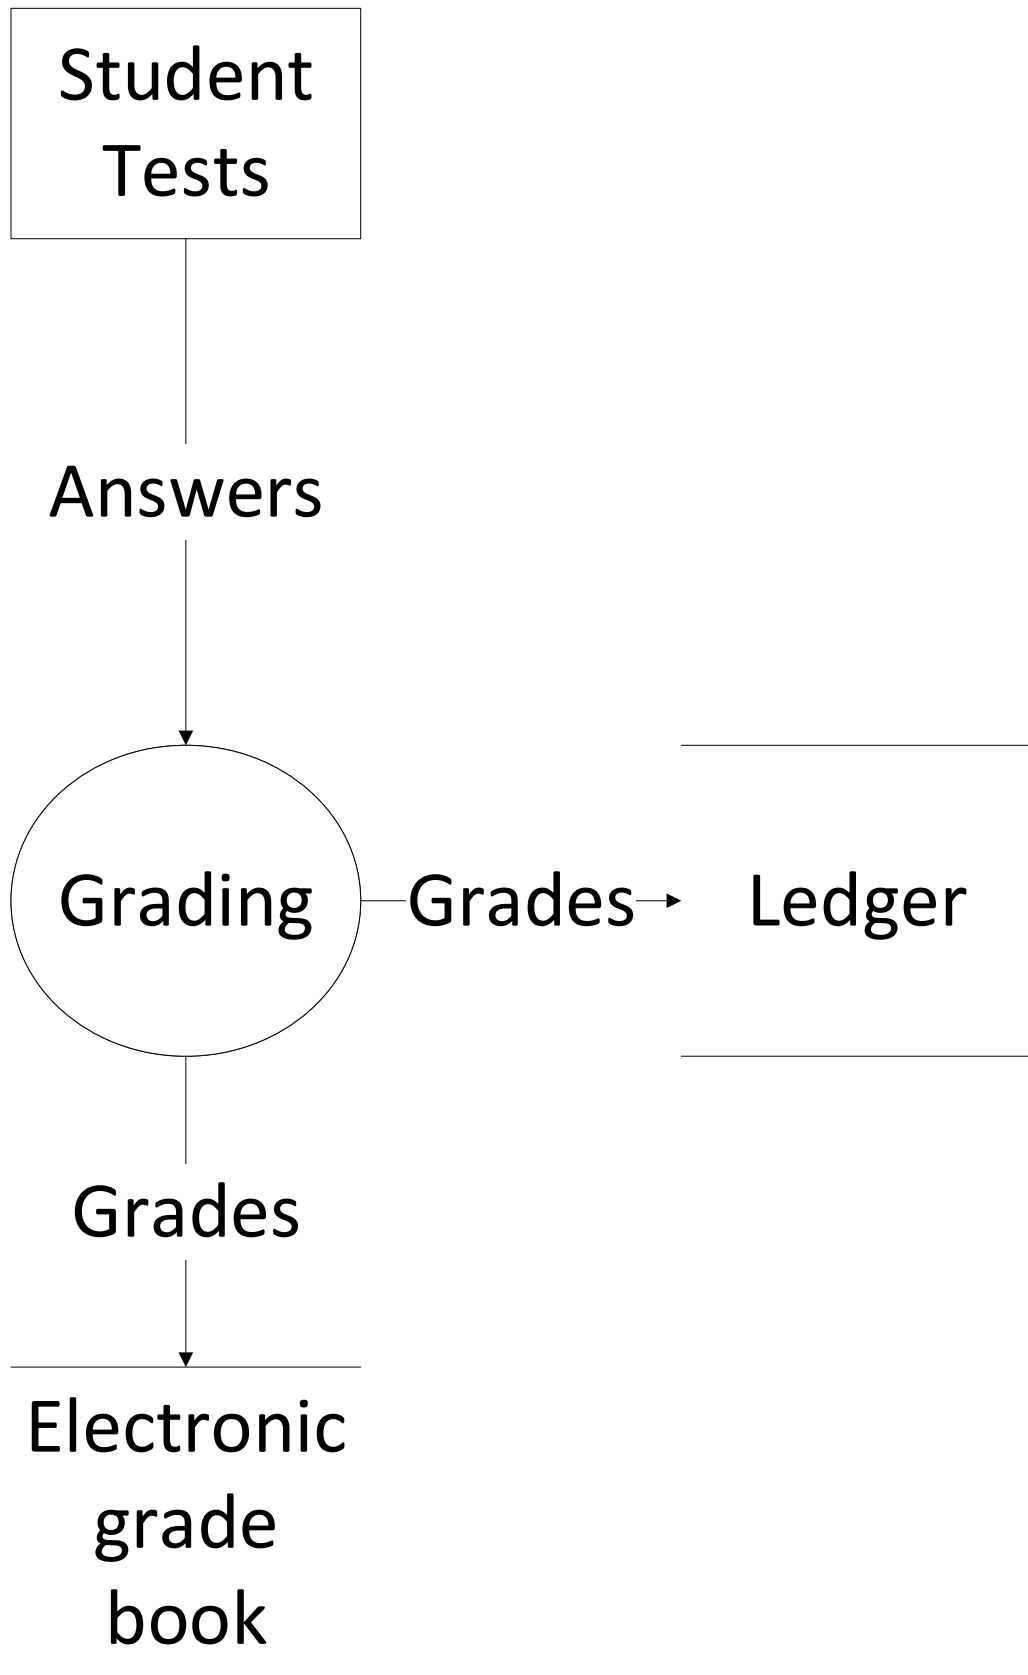 Student
Tests
Answers
Grading
Grades
Ledger
Grades
Electronic
grade
book